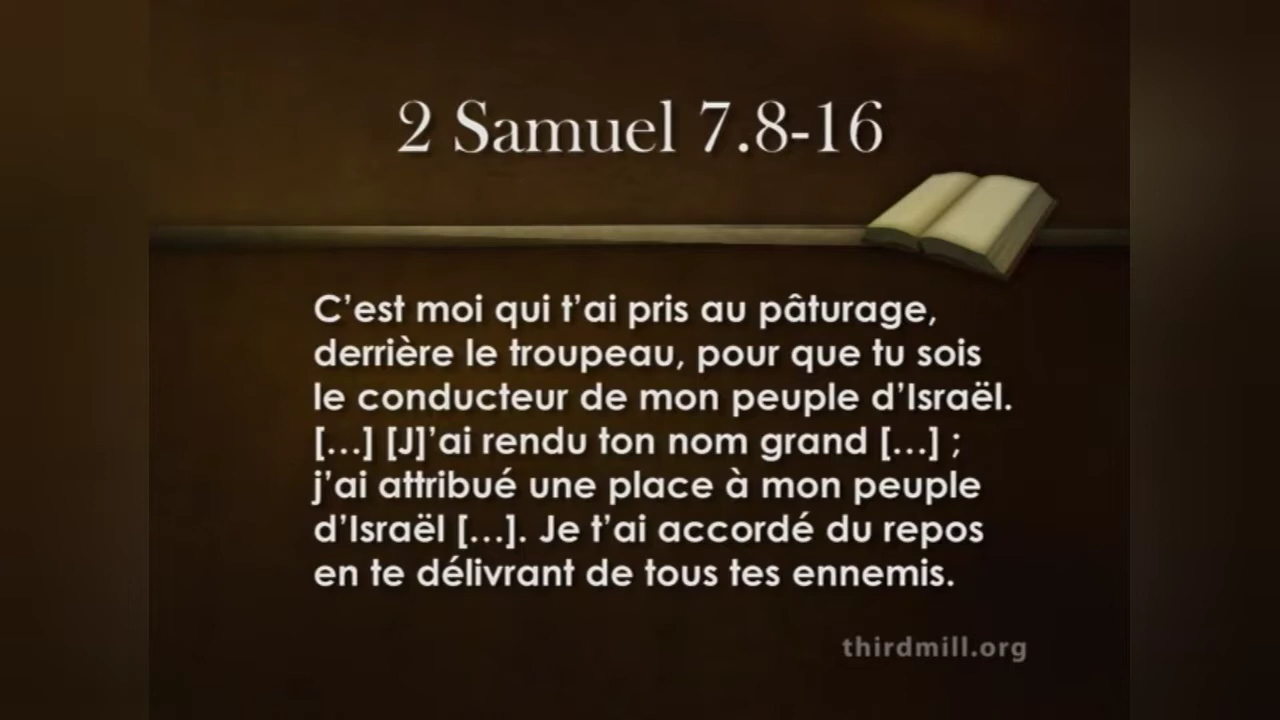 2 Samuel 7.8-16
C’est moi qui t’ai pris au pâturage,
derrière le troupeau, pour que tu sois
le conducteur de mon peuple d’Israël.
[…] [J]’ai rendu ton nom grand […] ;
j’ai attribué une place à mon peuple
d’Israël […]. Je t’ai accordé du repos
en te délivrant de tous tes ennemis.
thirdmill.org